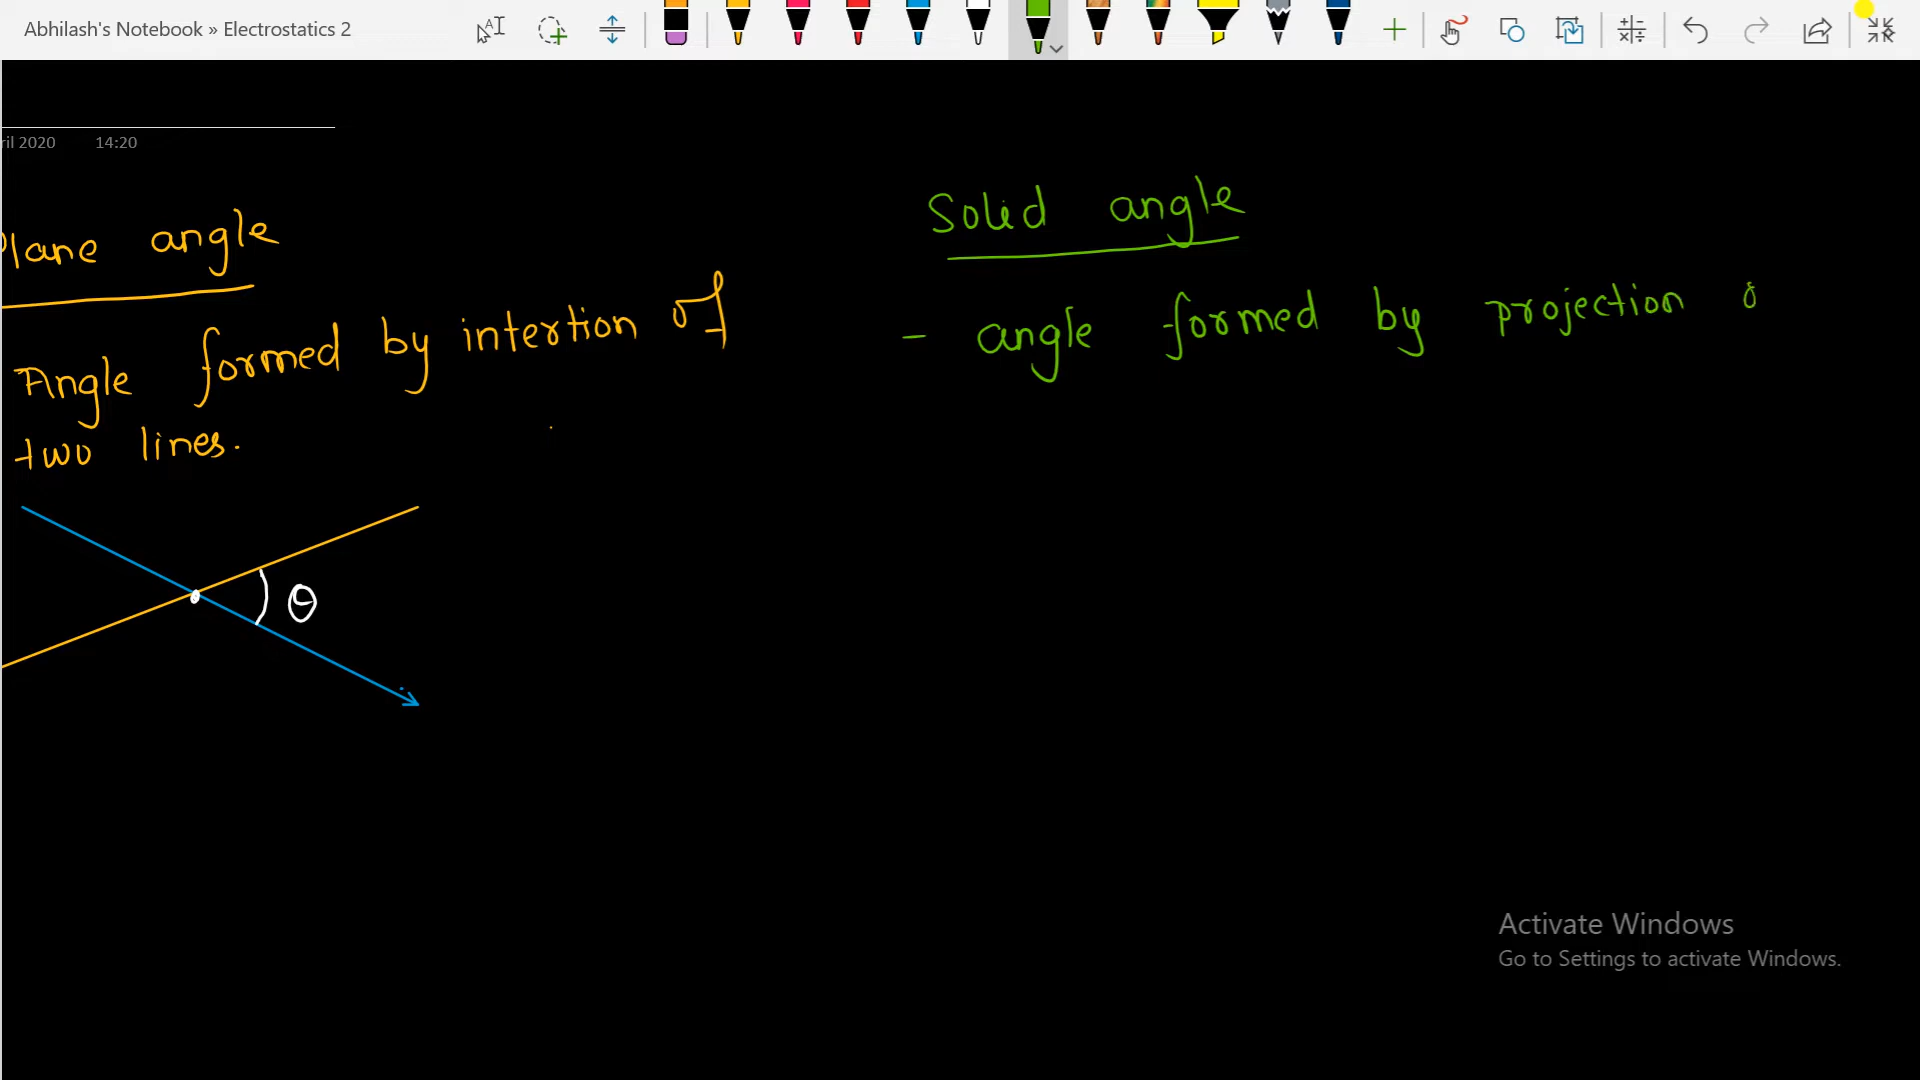 Abhilash's Notebook » Electrostatics 2
ril 2020 14:20
Plane angle
Angle formed by intertion of
two lines.
θ
Solid angle
- angle formed by projection o
Activate Windows
Go to Settings to activate Windows.